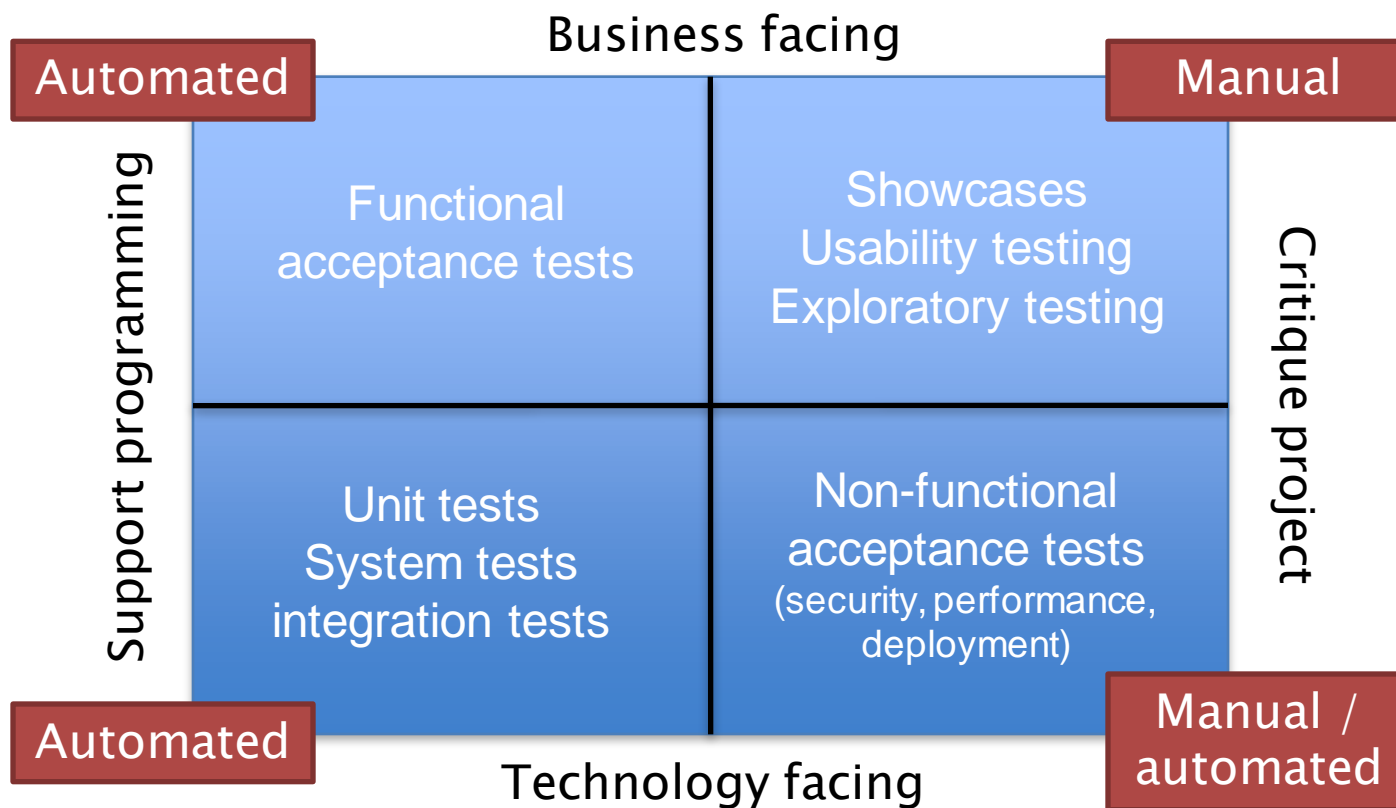 Business facing
Automated
Manual
Support programming
Functional
acceptance tests
Showcases
Usability testing
Exploratory testing
Critique project
Unit tests
System tests
integration tests
Non-functional
acceptance tests
(security, performance,
deployment)
Automated
Manual /
automated
Technology facing